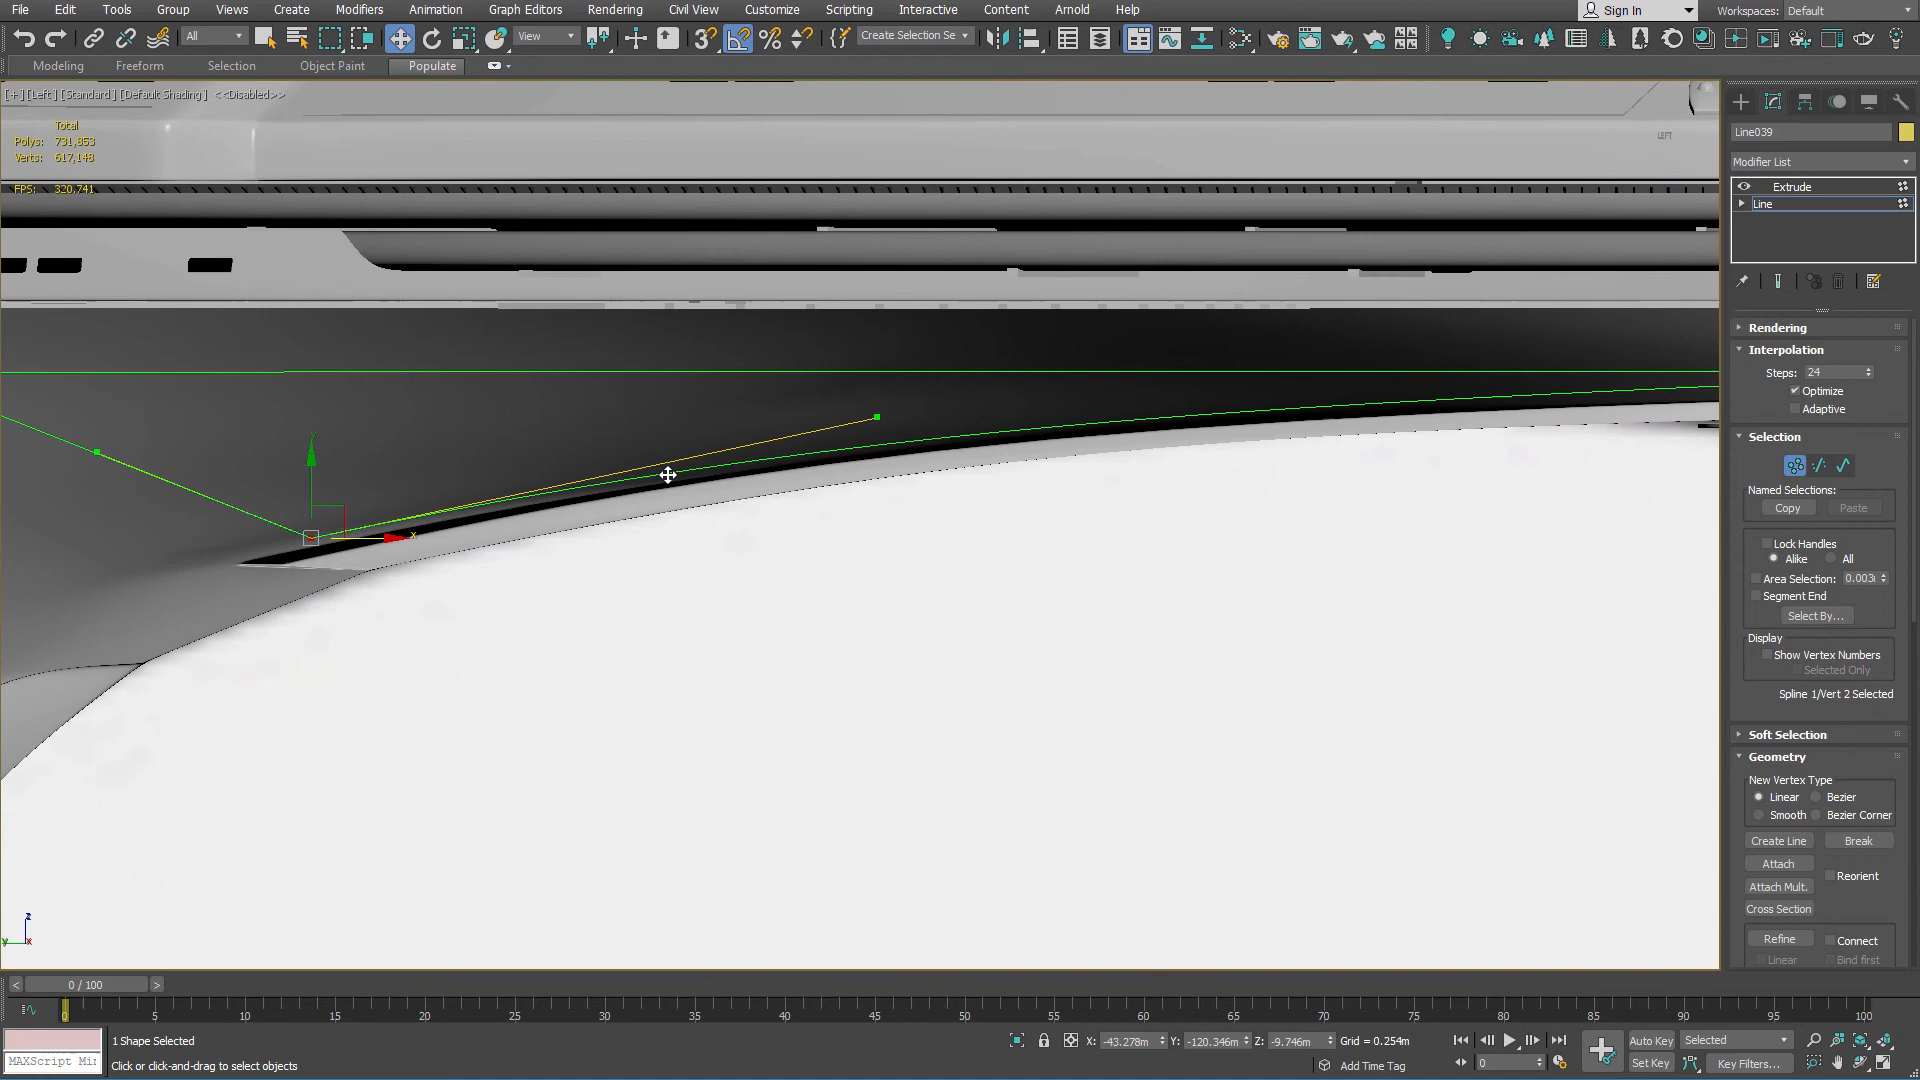 File Edit Tools Group Views Create Modifiers Animation Graph Editors Rendering Civil View Customize Scripting Interactive Content Arnold Help Sign In Workspaces: Default
All View Create Selection Se
Modeling Freeform Selection Object Paint Populate
[+] [Left] [Standard] [Default Shading] <<Disabled>>
Total
Polys: 731,853
Verts: 617,148
FPS: 320.741
LEFT
y
x
z
y x
Line039
Modifier List
Extrude
Line
Rendering
Interpolation
Steps: 24
Optimize
Adaptive
Selection
Named Selections:
Copy Paste
Lock Handles
Alike All
Area Selection: 0.003
Segment End
Select By...
Display
Show Vertex Numbers
Selected Only
Spline 1/Vert 2 Selected
Soft Selection
Geometry
New Vertex Type
Linear Bezier
Smooth Bezier Corner
Create Line Break
Attach
Reorient
Attach Mult.
Cross Section
Refine Connect
Linear Bind first
< 0 / 100 >
0 5 10 15 20 25 30 35 40 45 50 55 60 65 70 75 80 85 90 95 100
1 Shape Selected X: -43.278m Y: -120.346m Z: -9.746m Grid = 0.254m Auto Key Selected
MAXScript Mi Click or click-and-drag to select objects Add Time Tag 0 Set Key Key Filters...